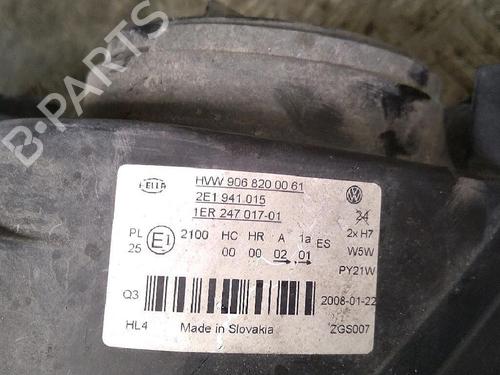 B-PARTS
HELLA
HVW 906 820 00 61
2E1 941 015
1ER 247 017-01
24
PL E1 2100 HC HR A 1a ES 2x H7
25 00 00 02 01 W5W
PY21W
Q3 2008-01-22
HL4 Made in Slovakia ZGS007